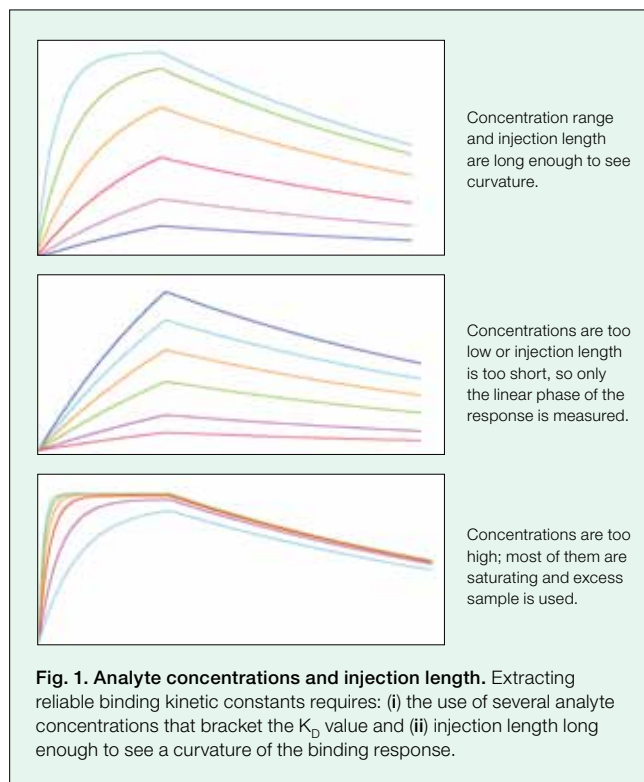 Concentration range
and injection length
are long enough to see
curvature.
Concentrations are too
low or injection length
is too short, so only
the linear phase of the
response is measured.
Concentrations are too
high; most of them are
saturating and excess
sample is used.
Fig. 1. Analyte concentrations and injection length. Extracting
reliable binding kinetic constants requires: (i) the use of several analyte
concentrations that bracket the KD value and (ii) injection length long
enough to see a curvature of the binding response.